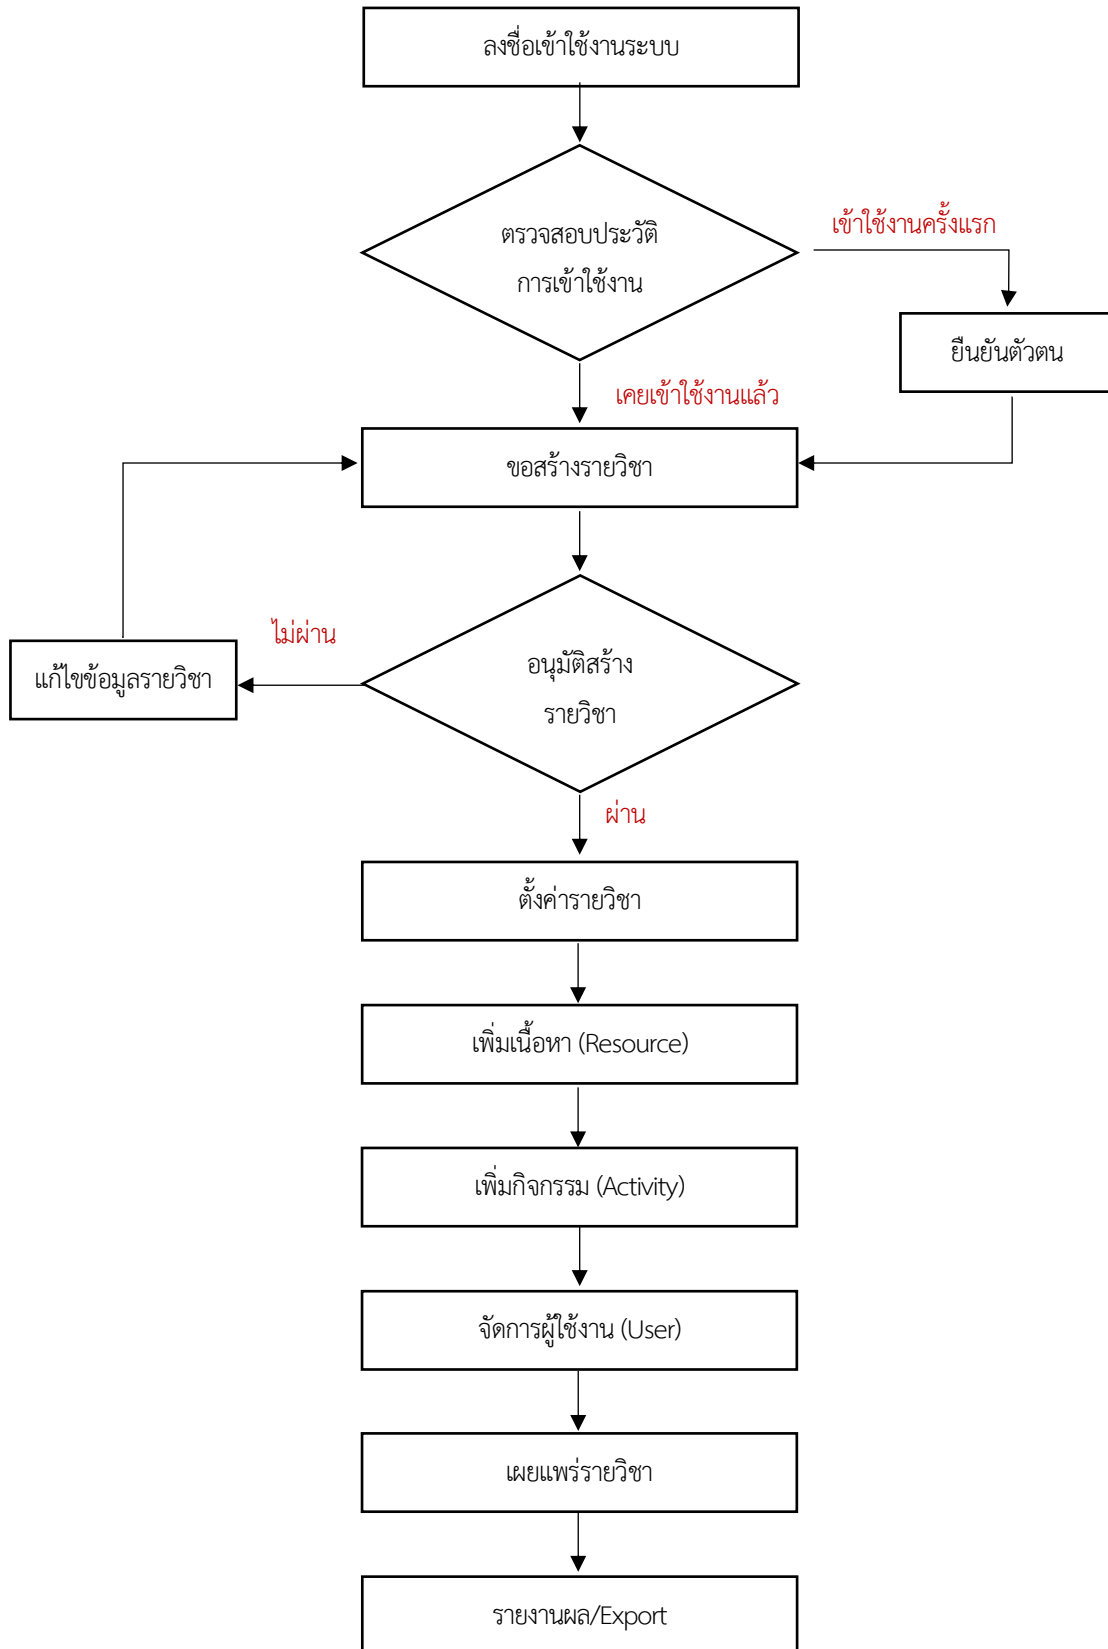 ลงชื่อเข้าใช้งานระบบ
ตรวจสอบประวัติ
การเข้าใช้งาน
เข้าใช้งานครั้งแรก
ยืนยันตัวตน
เคยเข้าใช้งานแล้ว
ขอสร้างรายวิชา
ไม่ผ่าน
แก้ไขข้อมูลรายวิชา
อนุมัติสร้าง
รายวิชา
ผ่าน
ตั้งค่ารายวิชา
เพิ่มเนื้อหา (Resource)
เพิ่มกิจกรรม (Activity)
จัดการผู้ใช้งาน (User)
เผยแพร่รายวิชา
รายงานผล/Export